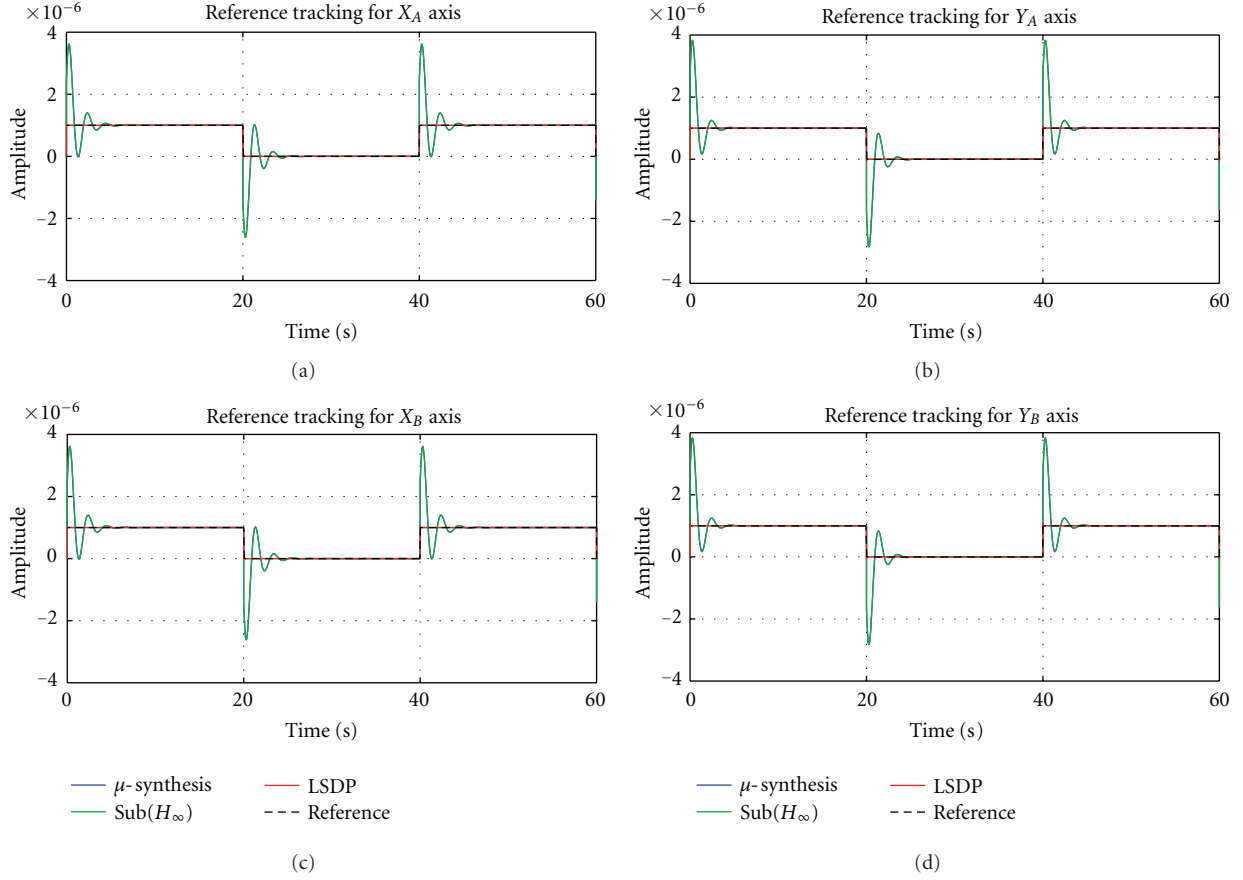 ×10⁻⁶
Reference tracking for X_A axis
4
2
0
−2
−4
Amplitude
0 20 40 60
Time (s)
(a)
×10⁻⁶
Reference tracking for Y_A axis
4
2
0
−2
−4
Amplitude
0 20 40 60
Time (s)
(b)
×10⁻⁶
Reference tracking for X_B axis
4
2
0
−2
−4
Amplitude
0 20 40 60
Time (s)
μ-synthesis LSDP
Sub(H∞) Reference
(c)
×10⁻⁶
Reference tracking for Y_B axis
4
2
0
−2
−4
Amplitude
0 20 40 60
Time (s)
μ-synthesis LSDP
Sub(H∞) Reference
(d)